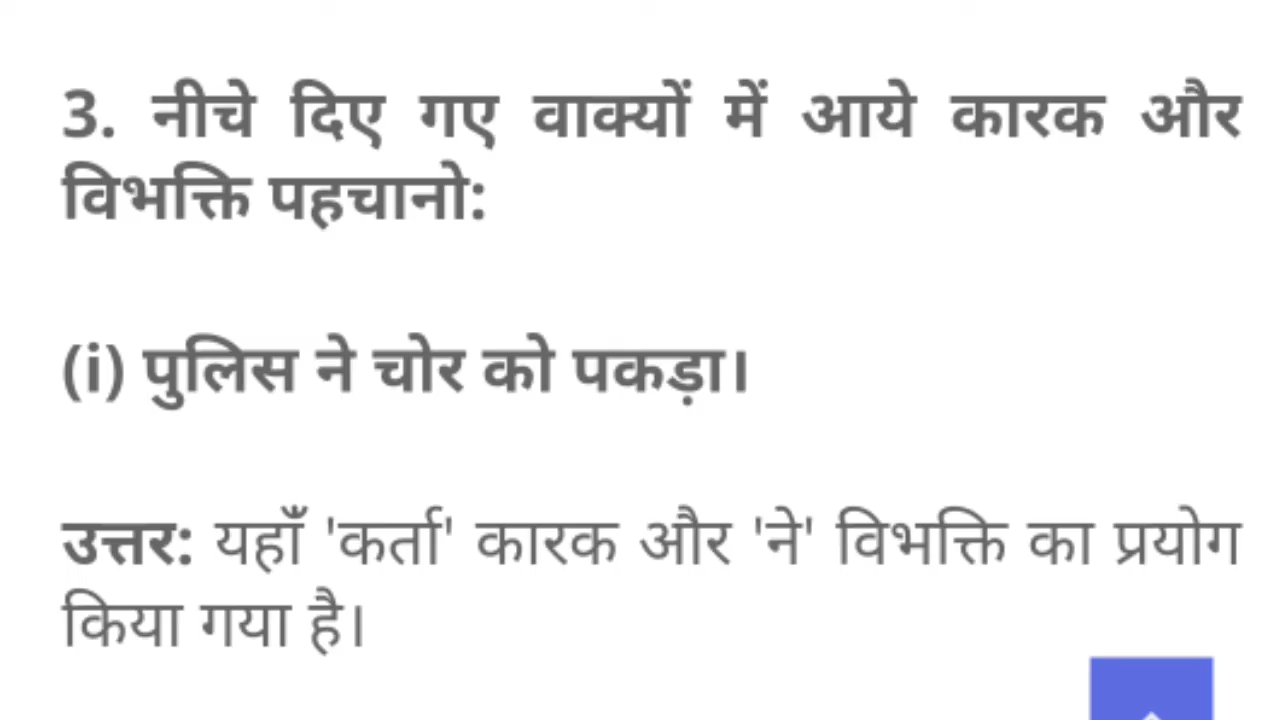 3. नीचे दिए गए वाक्यों में आये कारक और
विभक्ति पहचानो:
(i) पुलिस ने चोर को पकड़ा।
उत्तर: यहाँ 'कर्ता' कारक और 'ने' विभक्ति का प्रयोग
किया गया है।